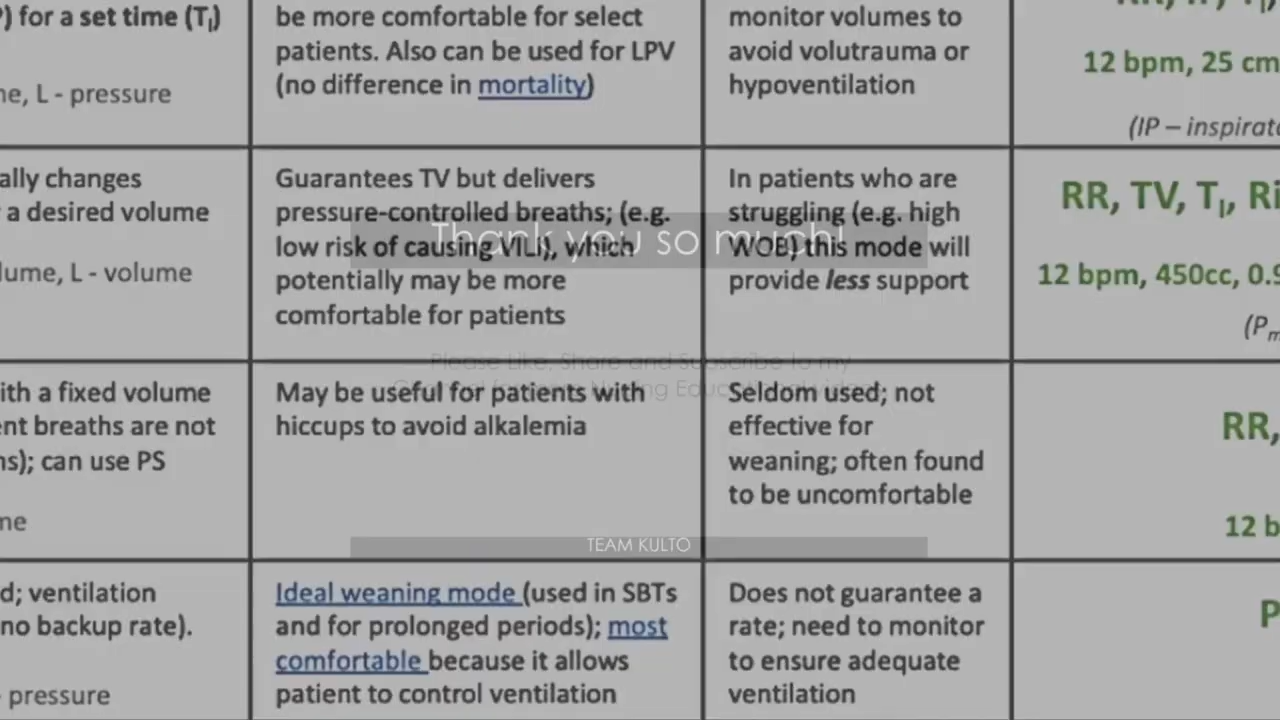 P) for a set time (TI)
ne, L - pressure
be more comfortable for select
patients. Also can be used for LPV
(no difference in mortality)
monitor volumes to
avoid volutrauma or
hypoventilation
12 bpm, 25 cm
(IP – inspirato
ally changes
a desired volume
lume, L - volume
Guarantees TV but delivers
pressure-controlled breaths; (e.g.
low risk of causing VILI), which
potentially may be more
comfortable for patients
In patients who are
struggling (e.g. high
WOB) this mode will
provide less support
RR, TV, TI, Ri
12 bpm, 450cc, 0.9
(Pm
Thank you so much!
Please Like, Share and Subscribe to my
ith a fixed volume
ent breaths are not
ns); can use PS
me
May be useful for patients with
hiccups to avoid alkalemia
Seldom used; not
effective for
weaning; often found
to be uncomfortable
RR,
12 b
TEAM KULTO
d; ventilation
no backup rate).
pressure
Ideal weaning mode (used in SBTs
and for prolonged periods); most
comfortable because it allows
patient to control ventilation
Does not guarantee a
rate; need to monitor
to ensure adequate
ventilation
P